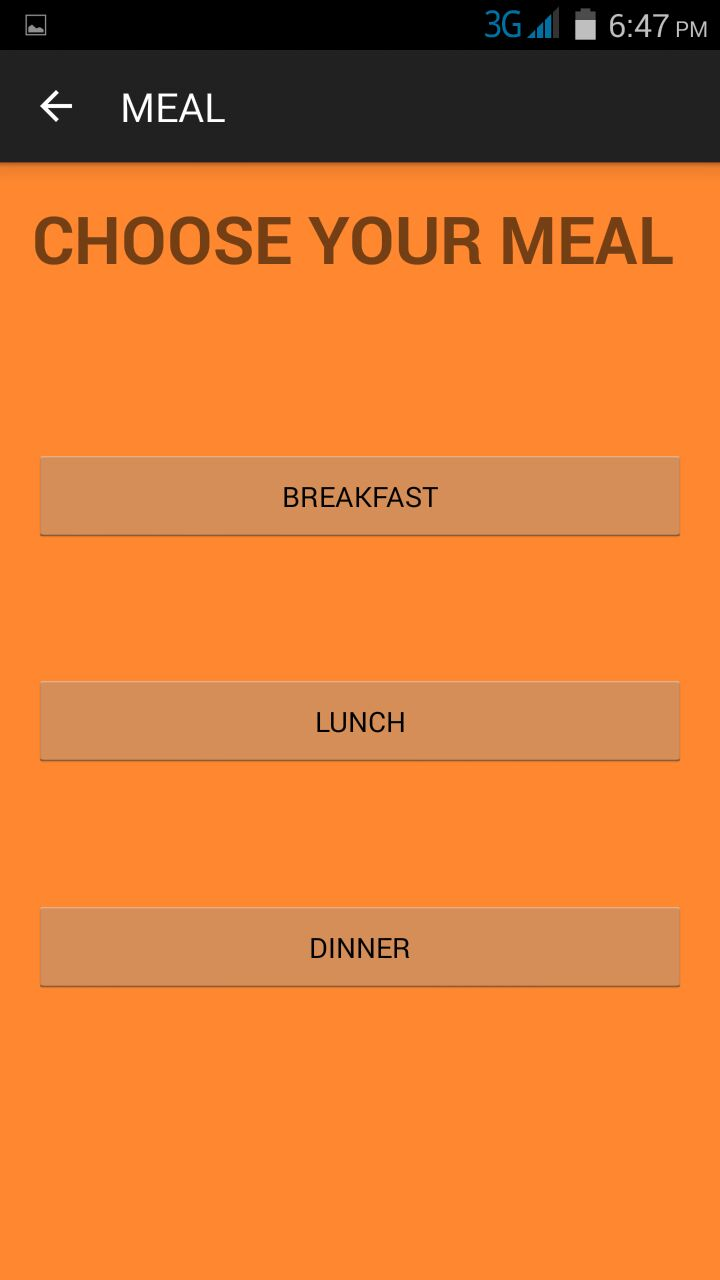 3G 6:47 PM
MEAL
CHOOSE YOUR MEAL
BREAKFAST
LUNCH
DINNER